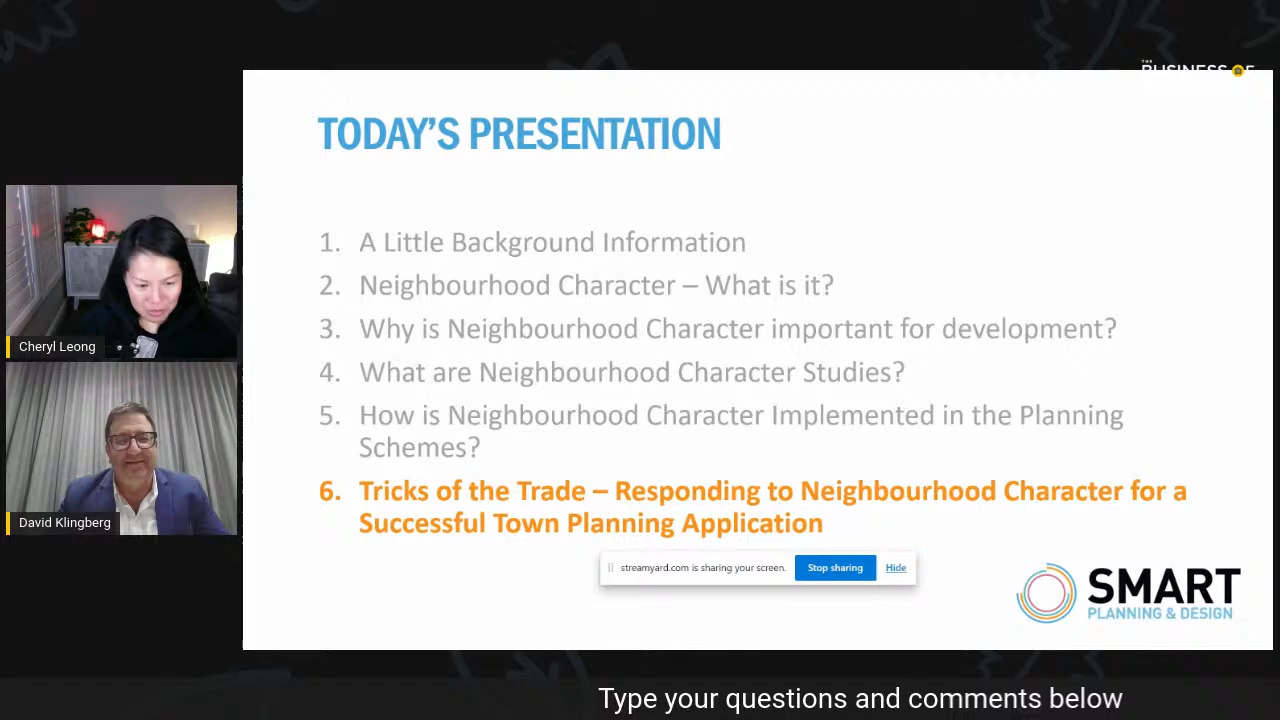 THE
BUSINESS OF
TODAY'S PRESENTATION
1. A Little Background Information
2. Neighbourhood Character – What is it?
3. Why is Neighbourhood Character important for development?
4. What are Neighbourhood Character Studies?
5. How is Neighbourhood Character Implemented in the Planning
Schemes?
6. Tricks of the Trade – Responding to Neighbourhood Character for a
Successful Town Planning Application
Cheryl Leong
David Klingberg
streamyard.com is sharing your screen.
Stop sharing
Hide
SMART
PLANNING & DESIGN
Type your questions and comments below